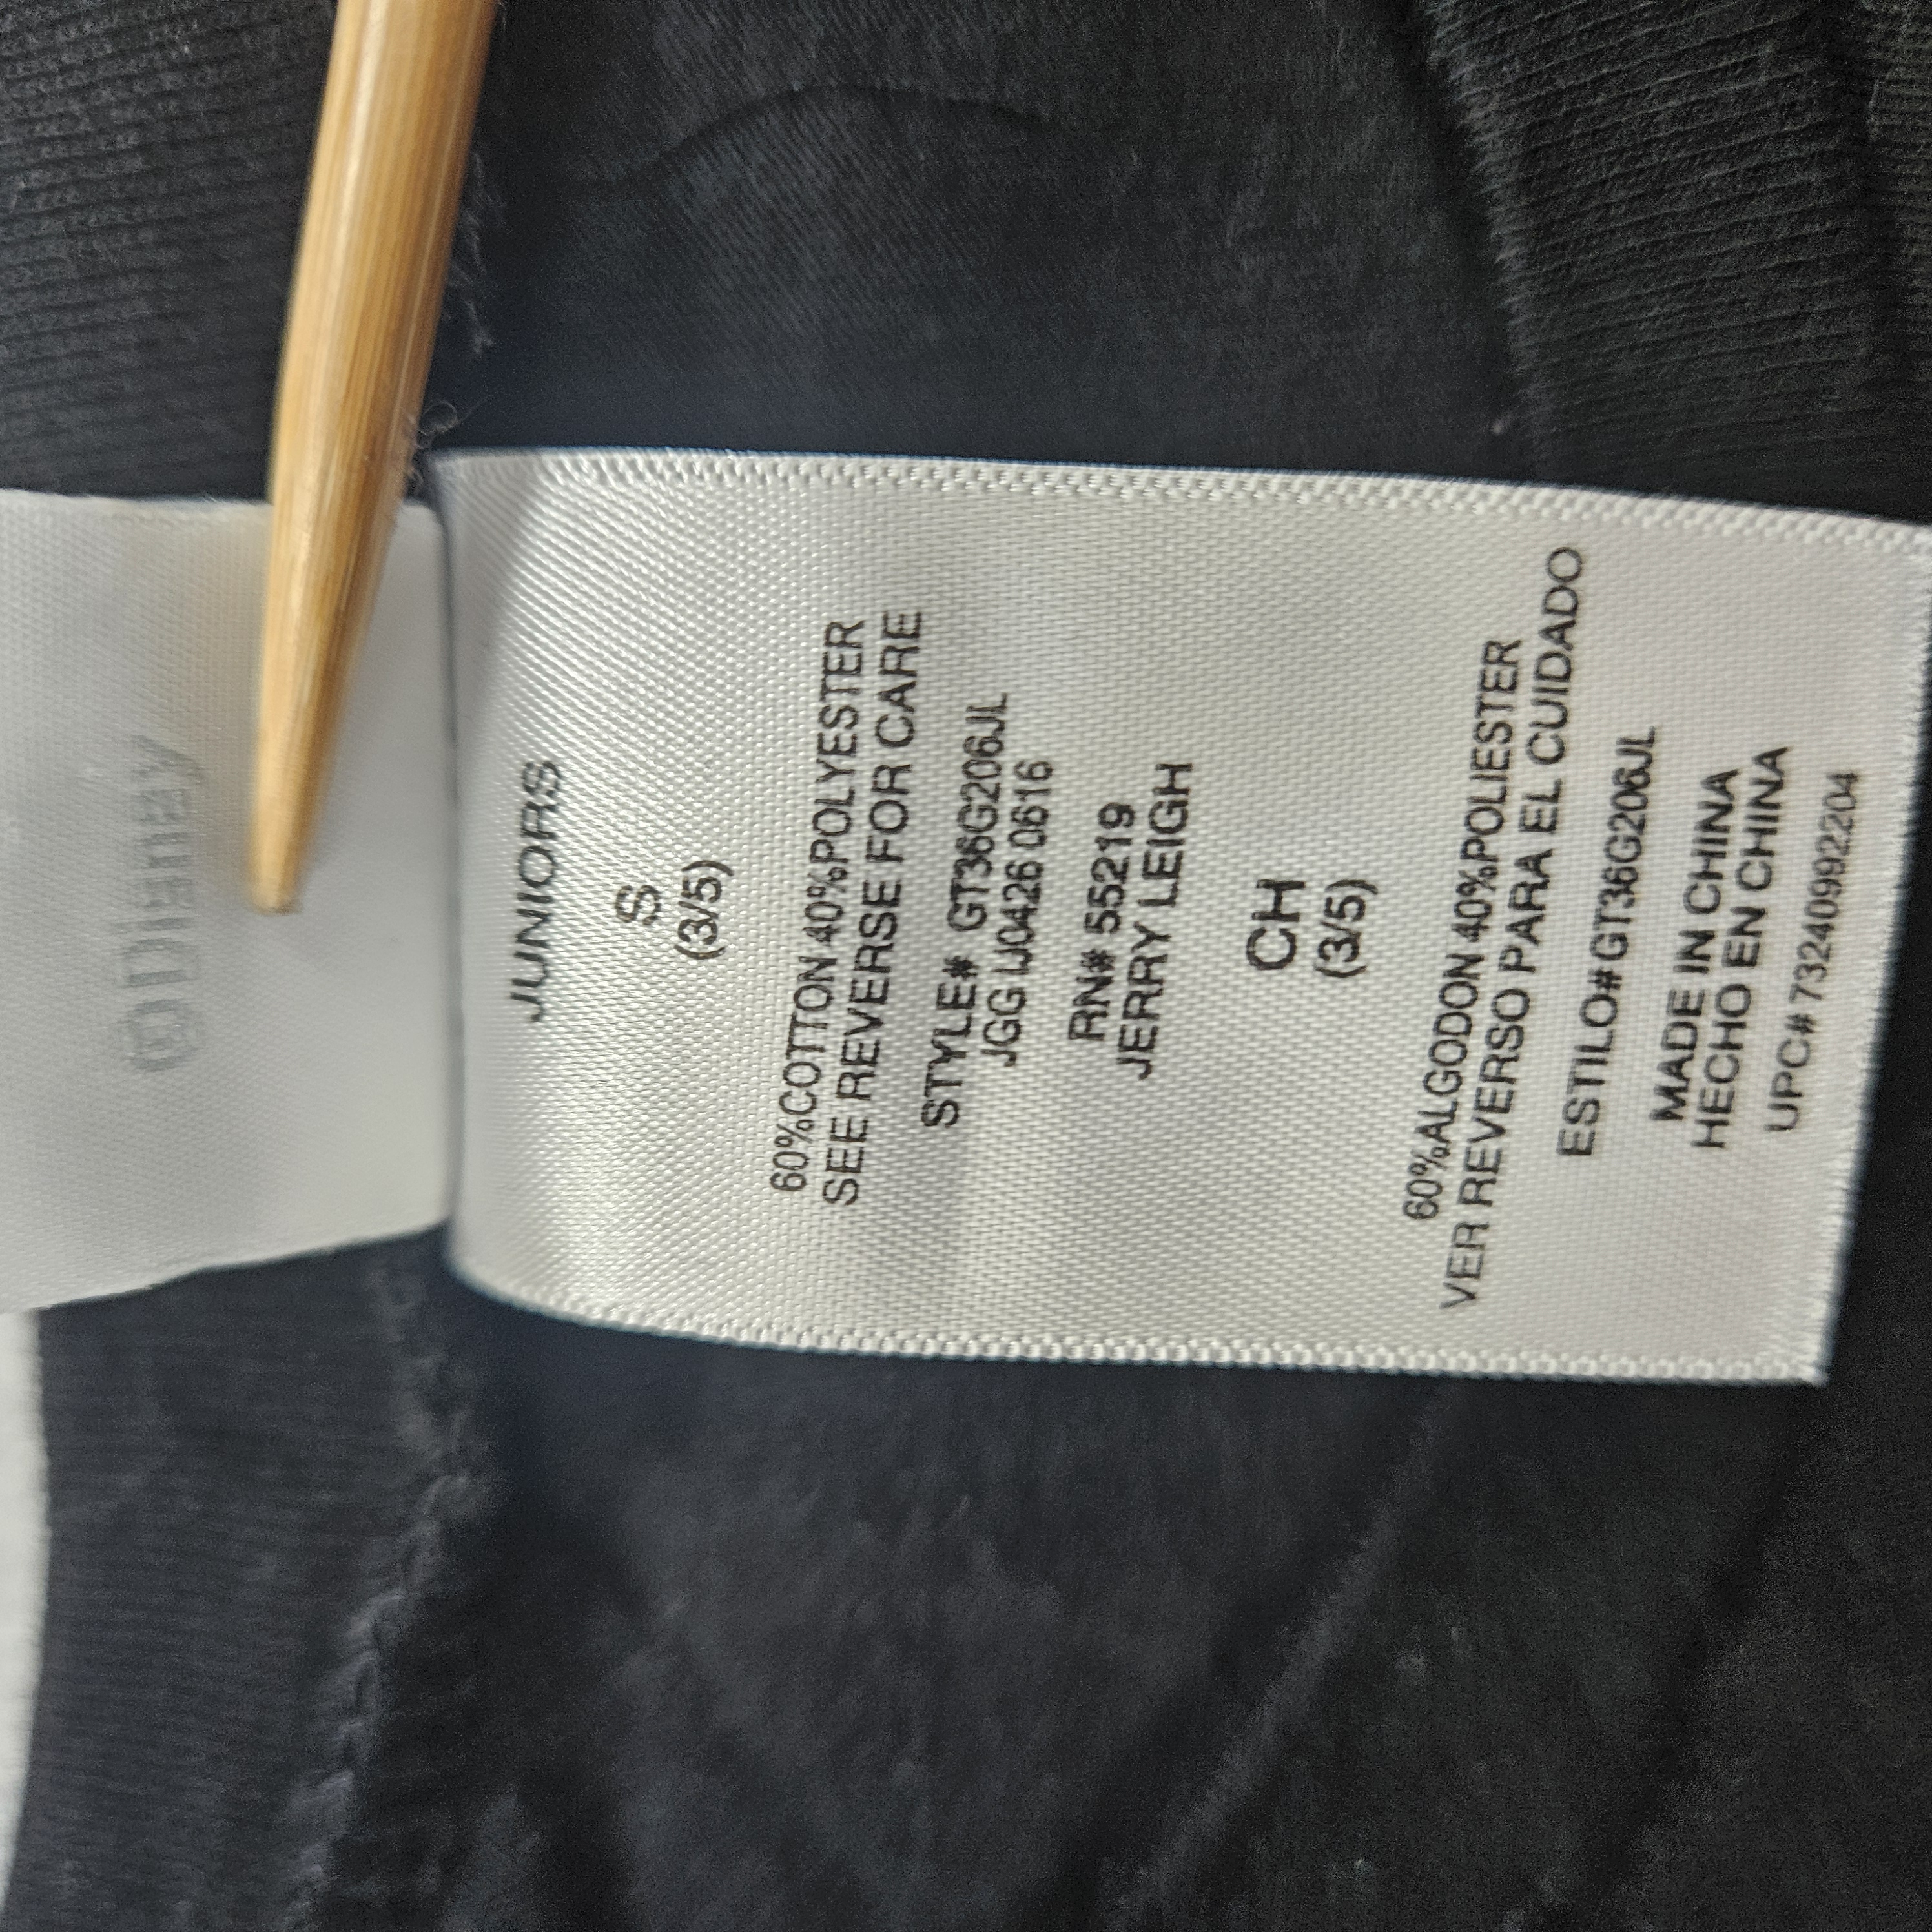 Disney
JUNIORS
S
(3/5)
60%COTTON 40%POLYESTER
SEE REVERSE FOR CARE
STYLE# GT36G206JL
JGG IJ0426 0616
RN# 55219
JERRY LEIGH
CH
(3/5)
60%ALGODON 40%POLIESTER
VER REVERSO PARA EL CUIDADO
ESTILO# GT36G206JL
MADE IN CHINA
HECHO EN CHINA
UPC# 732409992204